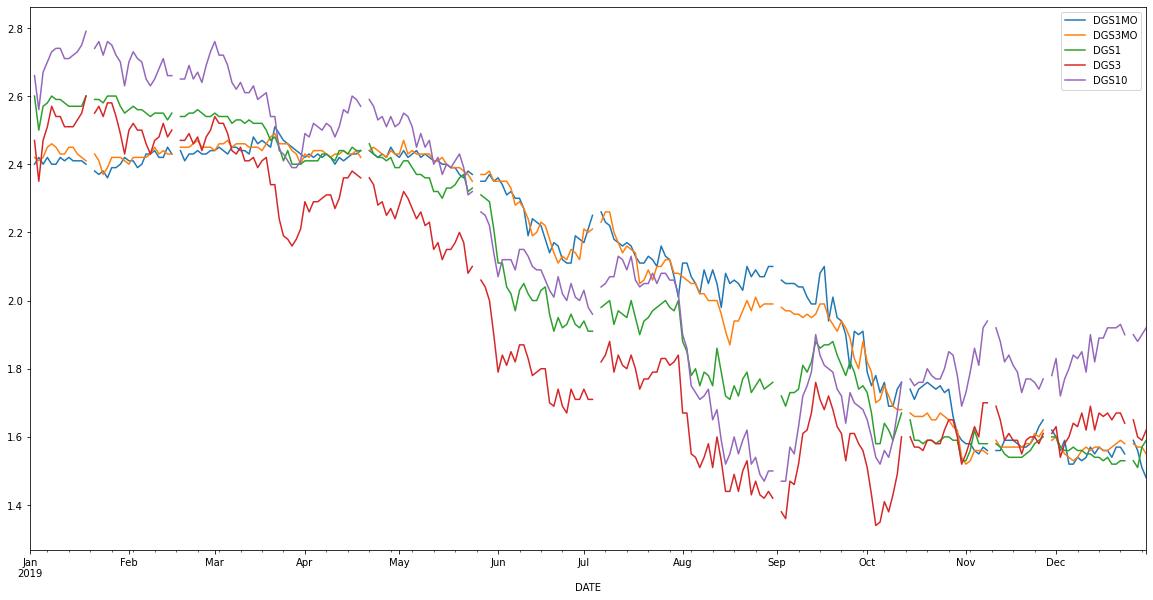 DGS1MO
DGS3MO
DGS1
DGS3
DGS10
2.8
2.6
2.4
2.2
2.0
1.8
1.6
1.4
Jan Feb Mar Apr May Jun Jul Aug Sep Oct Nov Dec
2019
DATE